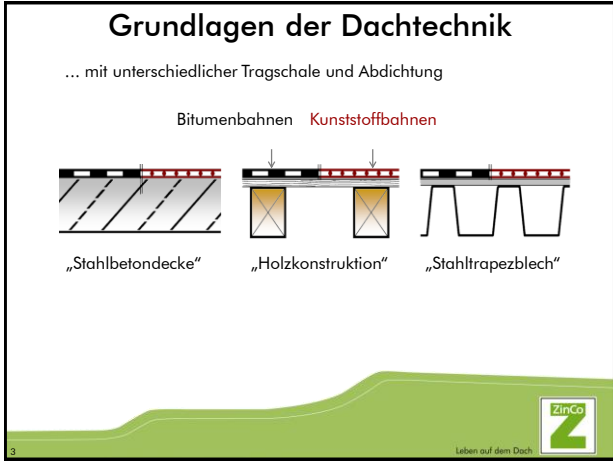 Grundlagen der Dachtechnik
... mit unterschiedlicher Tragschale und Abdichtung
Bitumenbahnen Kunststoffbahnen
„Stahlbetondecke“ „Holzkonstruktion“ „Stahltrapezblech“
3
Leben auf dem Dach
ZinCo
Z